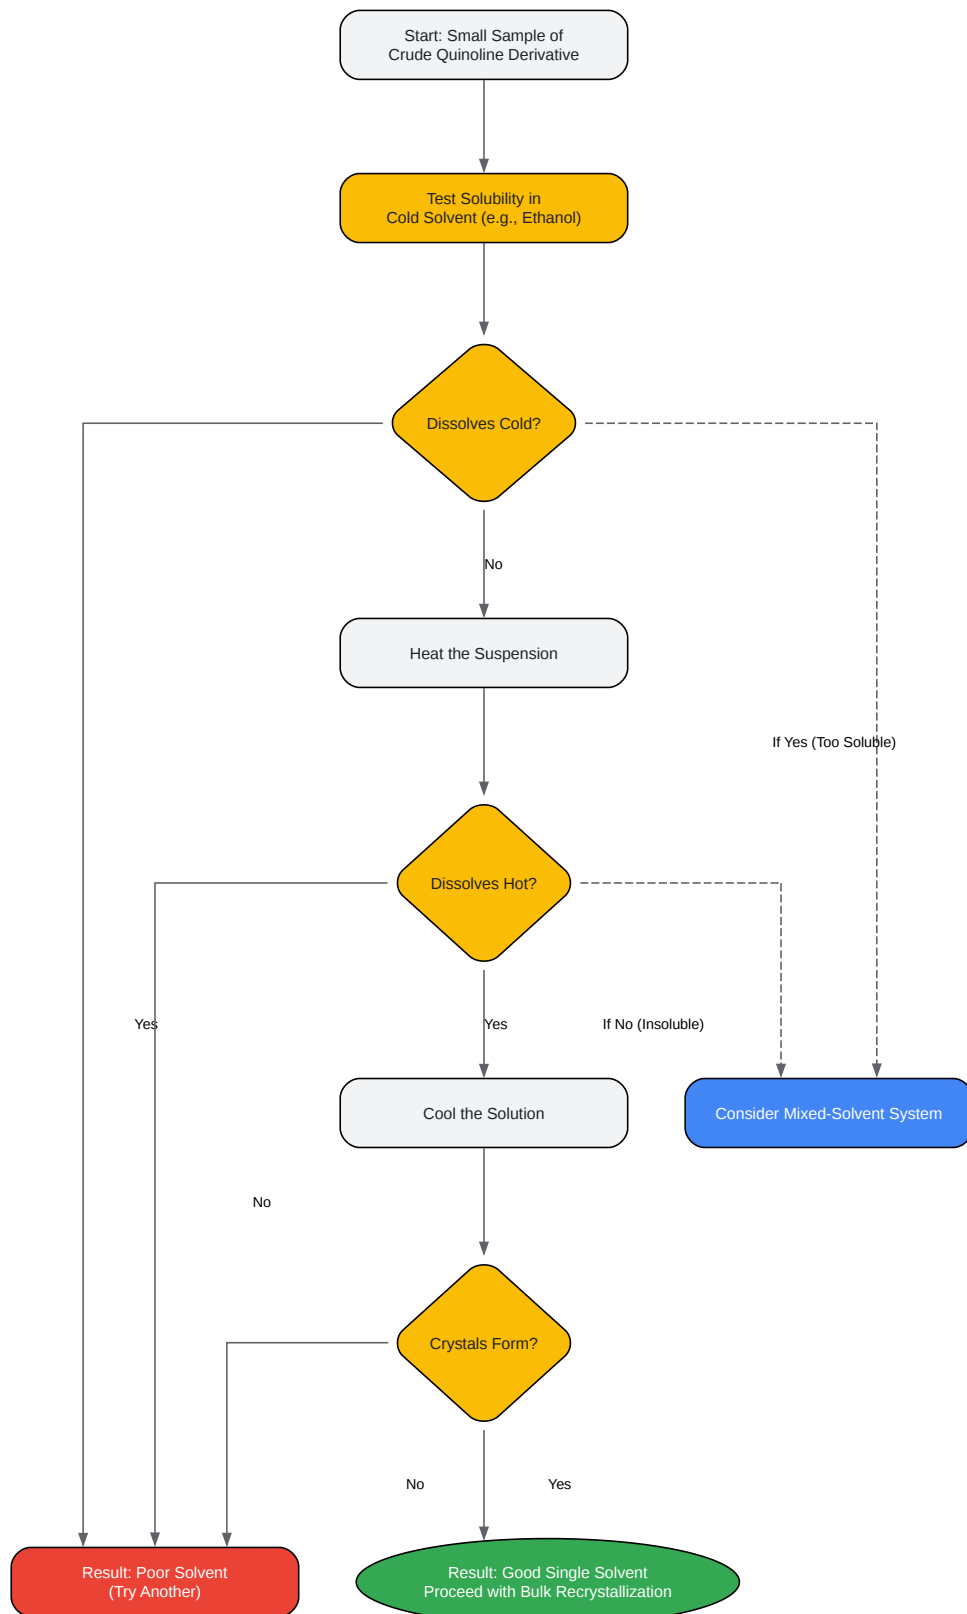 Start: Small Sample of
Crude Quinoline Derivative
Test Solubility in
Cold Solvent (e.g., Ethanol)
Dissolves Cold?
No
Heat the Suspension
If Yes (Too Soluble)
Dissolves Hot?
Yes
Yes
If No (Insoluble)
Cool the Solution
Consider Mixed-Solvent System
No
Crystals Form?
No
Yes
Result: Poor Solvent
(Try Another)
Result: Good Single Solvent
Proceed with Bulk Recrystallization